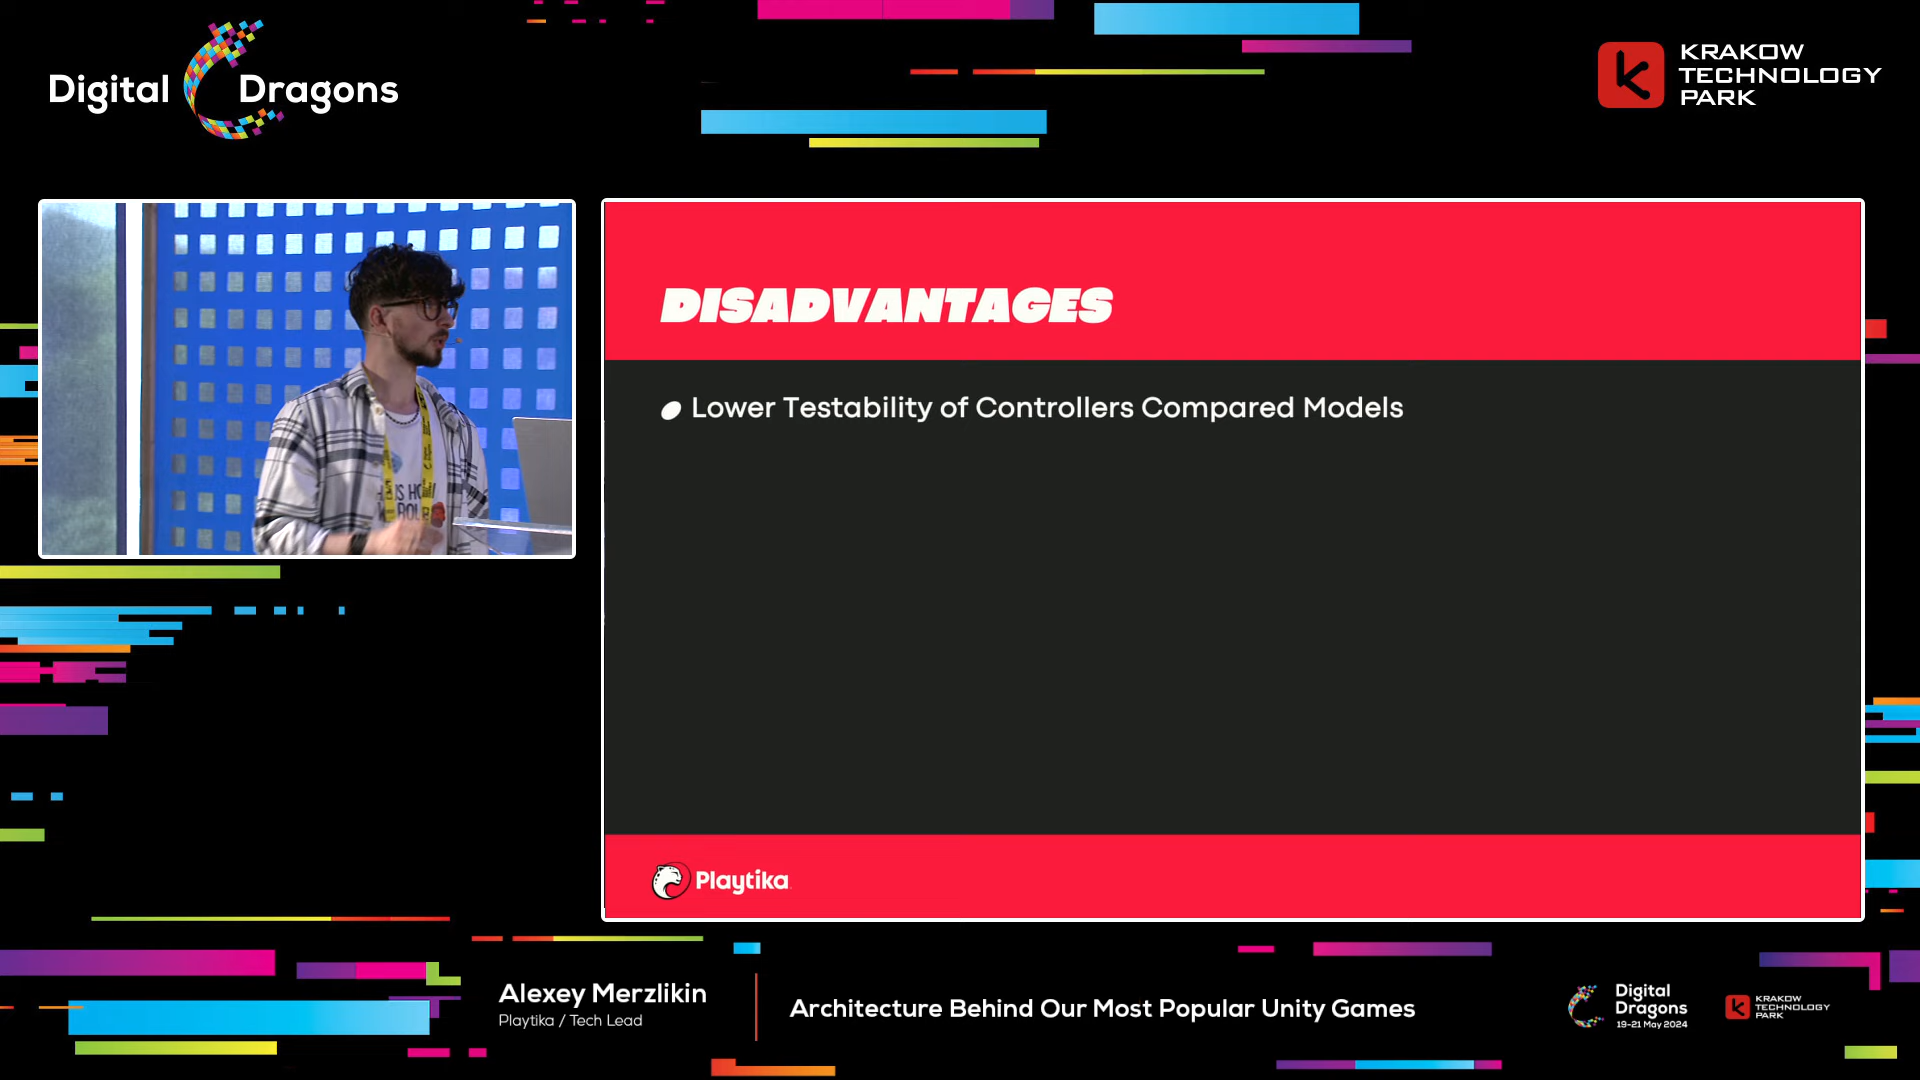 Digital Dragons
KRAKOW
TECHNOLOGY
PARK
DISADVANTAGES
Lower Testability of Controllers Compared Models
Playtika
Alexey Merzlikin
Playtika / Tech Lead
Architecture Behind Our Most Popular Unity Games
Digital
Dragons
19-21 May 2024
KRAKOW
TECHNOLOGY
PARK